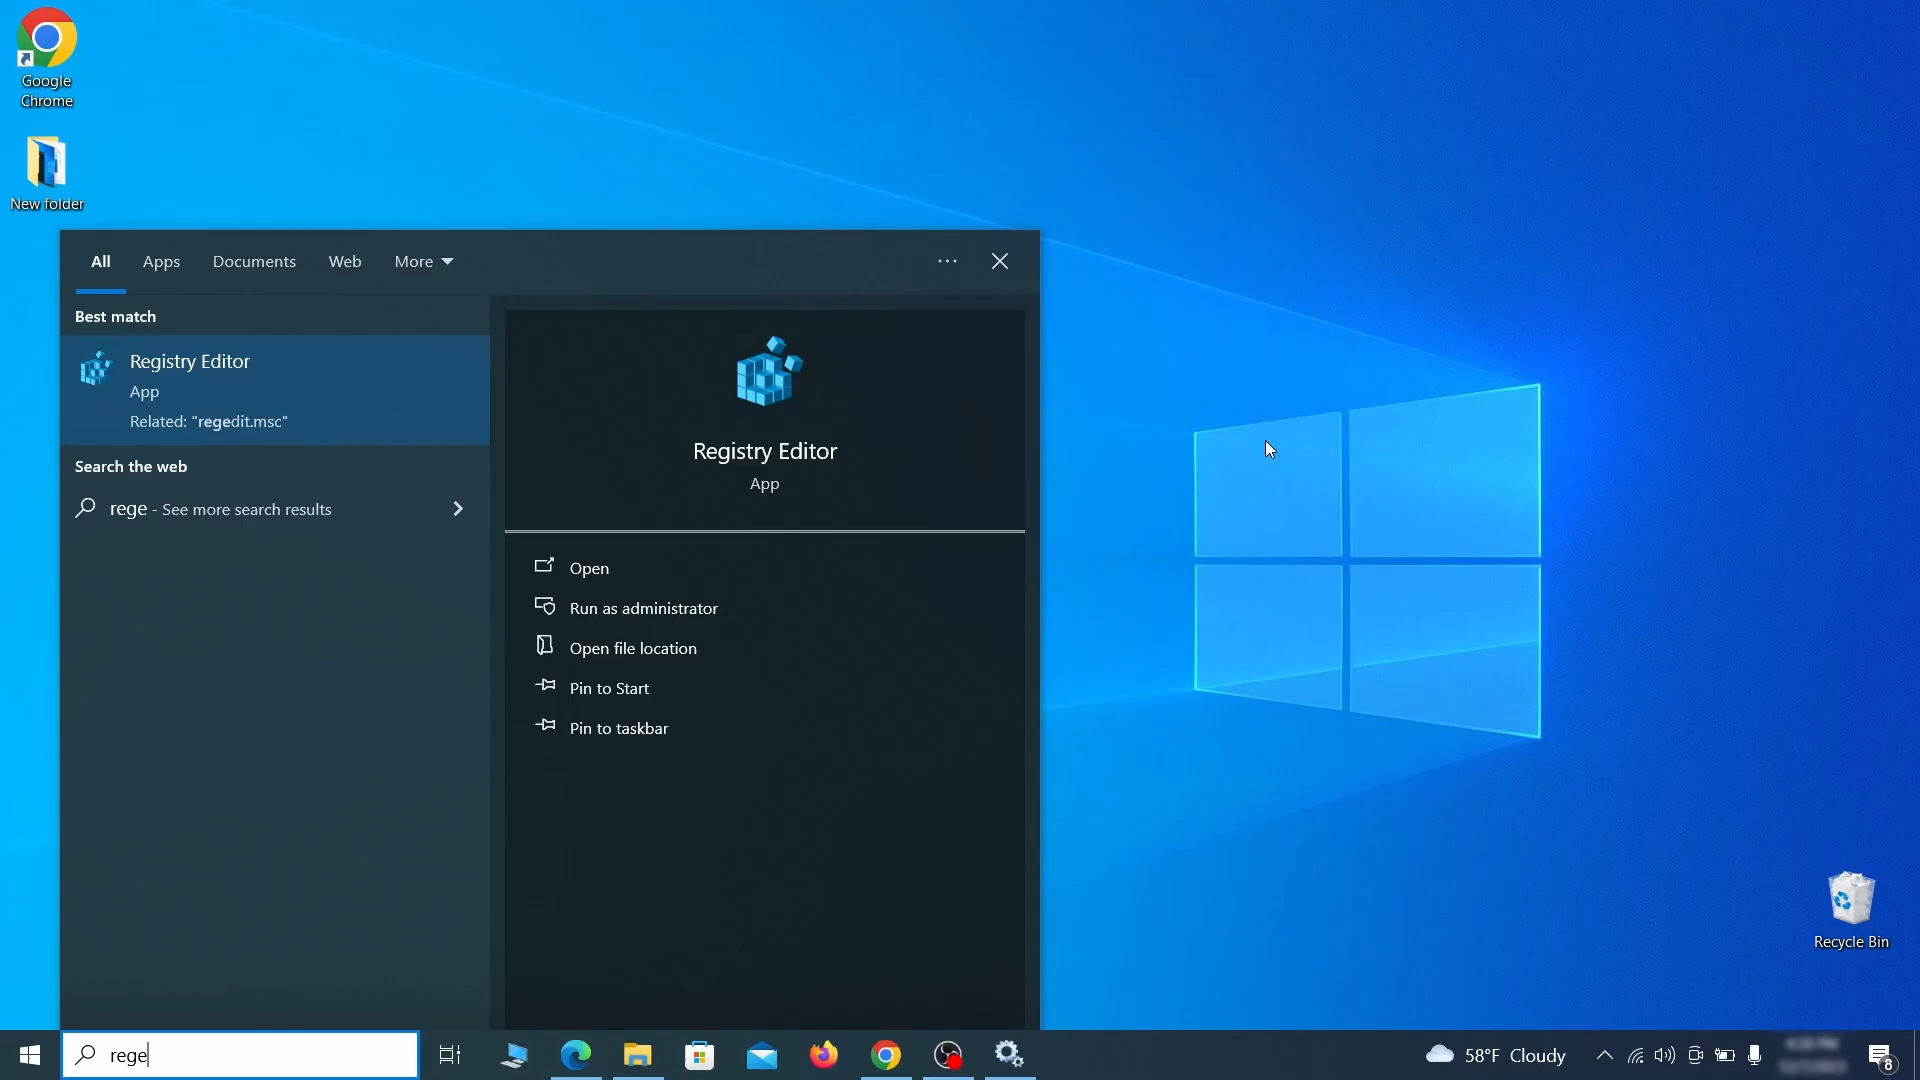 Google
Chrome
New folder
All
Apps
Documents
Web
More
Best match
Registry Editor
App
Related: "regedit.msc"
Search the web
rege - See more search results
Registry Editor
App
Open
Run as administrator
Open file location
Pin to Start
Pin to taskbar
Recycle Bin
rege
58°F Cloudy
8